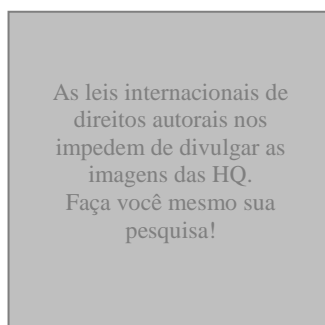 As leis internacionais de
direitos autorais nos
impedem de divulgar as
imagens das HQ.
Faça você mesmo sua
pesquisa!